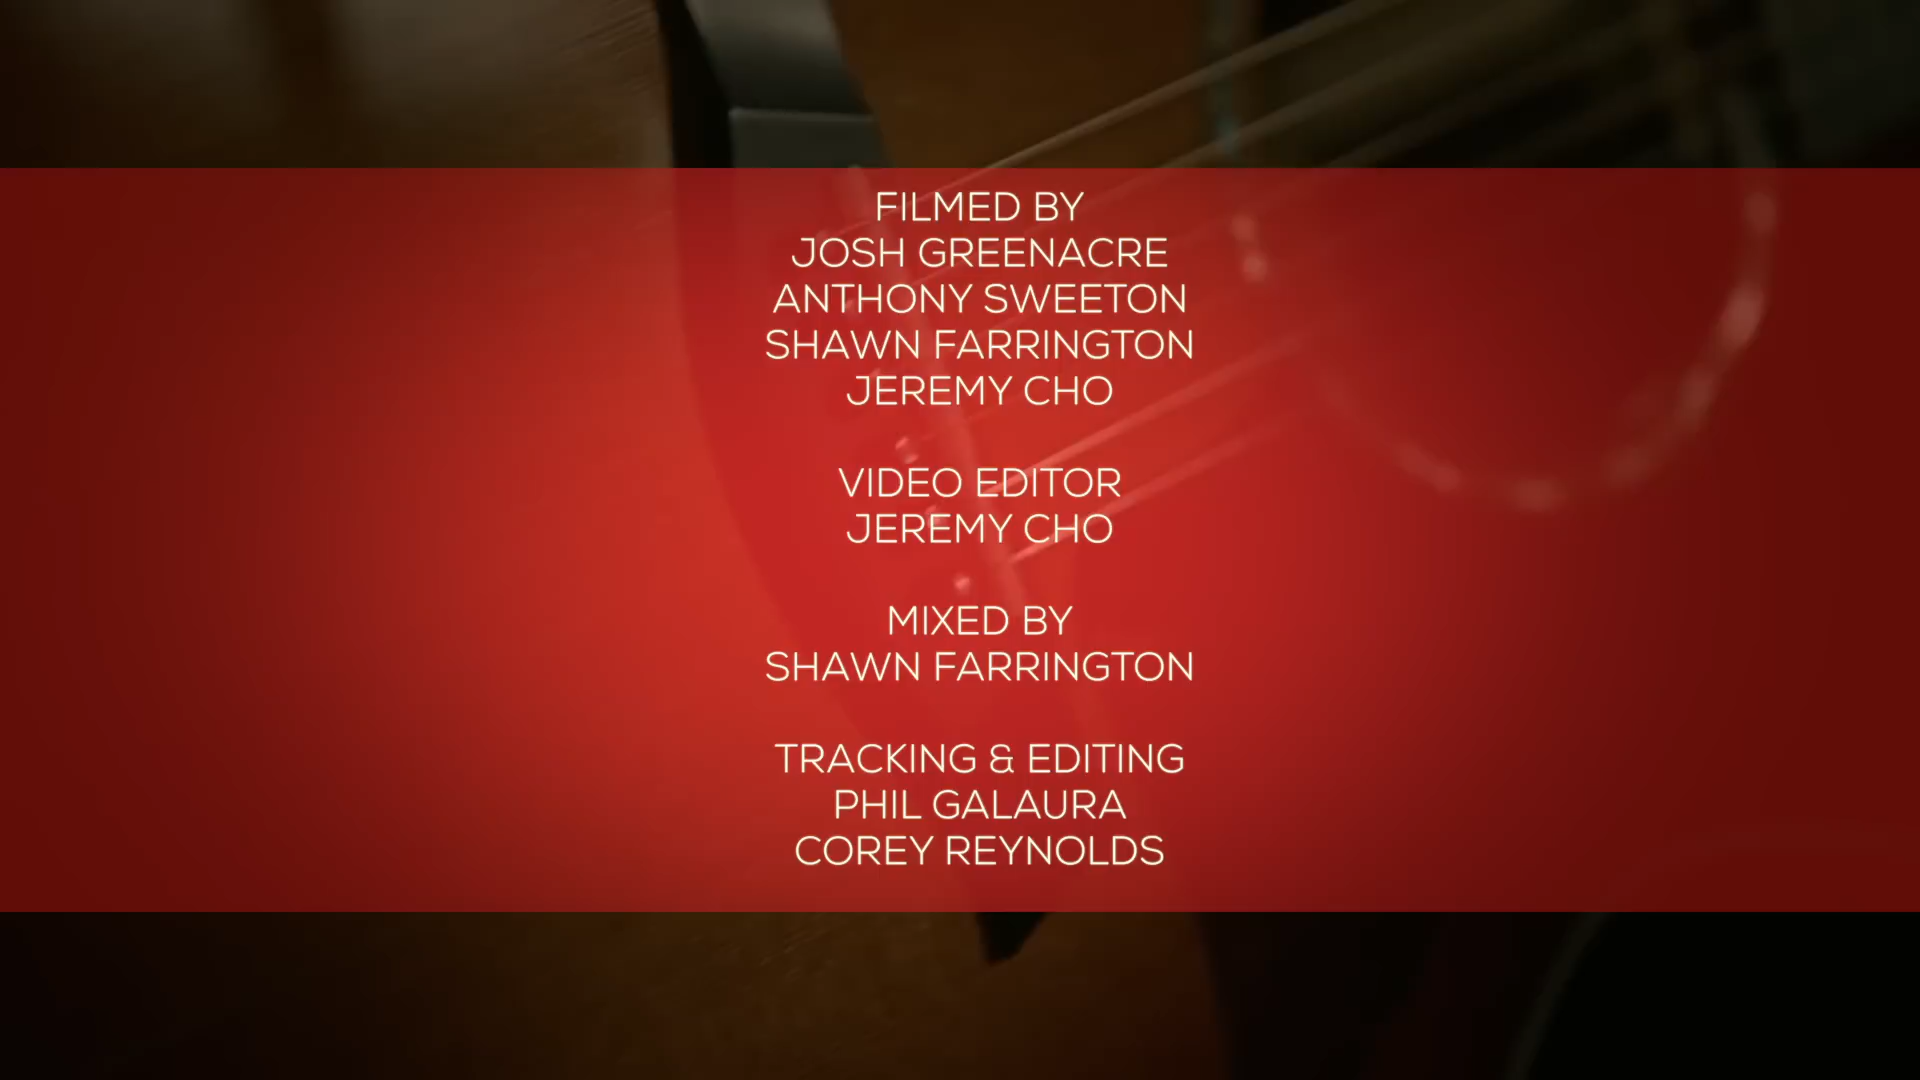 FILMED BY
JOSH GREENACRE
ANTHONY SWEETON
SHAWN FARRINGTON
JEREMY CHO
VIDEO EDITOR
JEREMY CHO
MIXED BY
SHAWN FARRINGTON
TRACKING & EDITING
PHIL GALAURA
COREY REYNOLDS